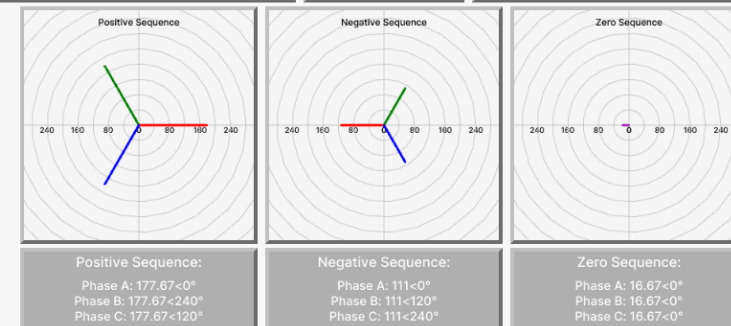 Positive Sequence
240 160 80 0 80 160 240
Negative Sequence
240 160 80 0 80 160 240
Zero Sequence
240 160 80 0 80 160 240
Positive Sequence:
Phase A: 177.67<0°
Phase B: 177.67<240°
Phase C: 177.67<120°
Negative Sequence:
Phase A: 111<0°
Phase B: 111<120°
Phase C: 111<240°
Zero Sequence:
Phase A: 16.67<0°
Phase B: 16.67<0°
Phase C: 16.67<0°